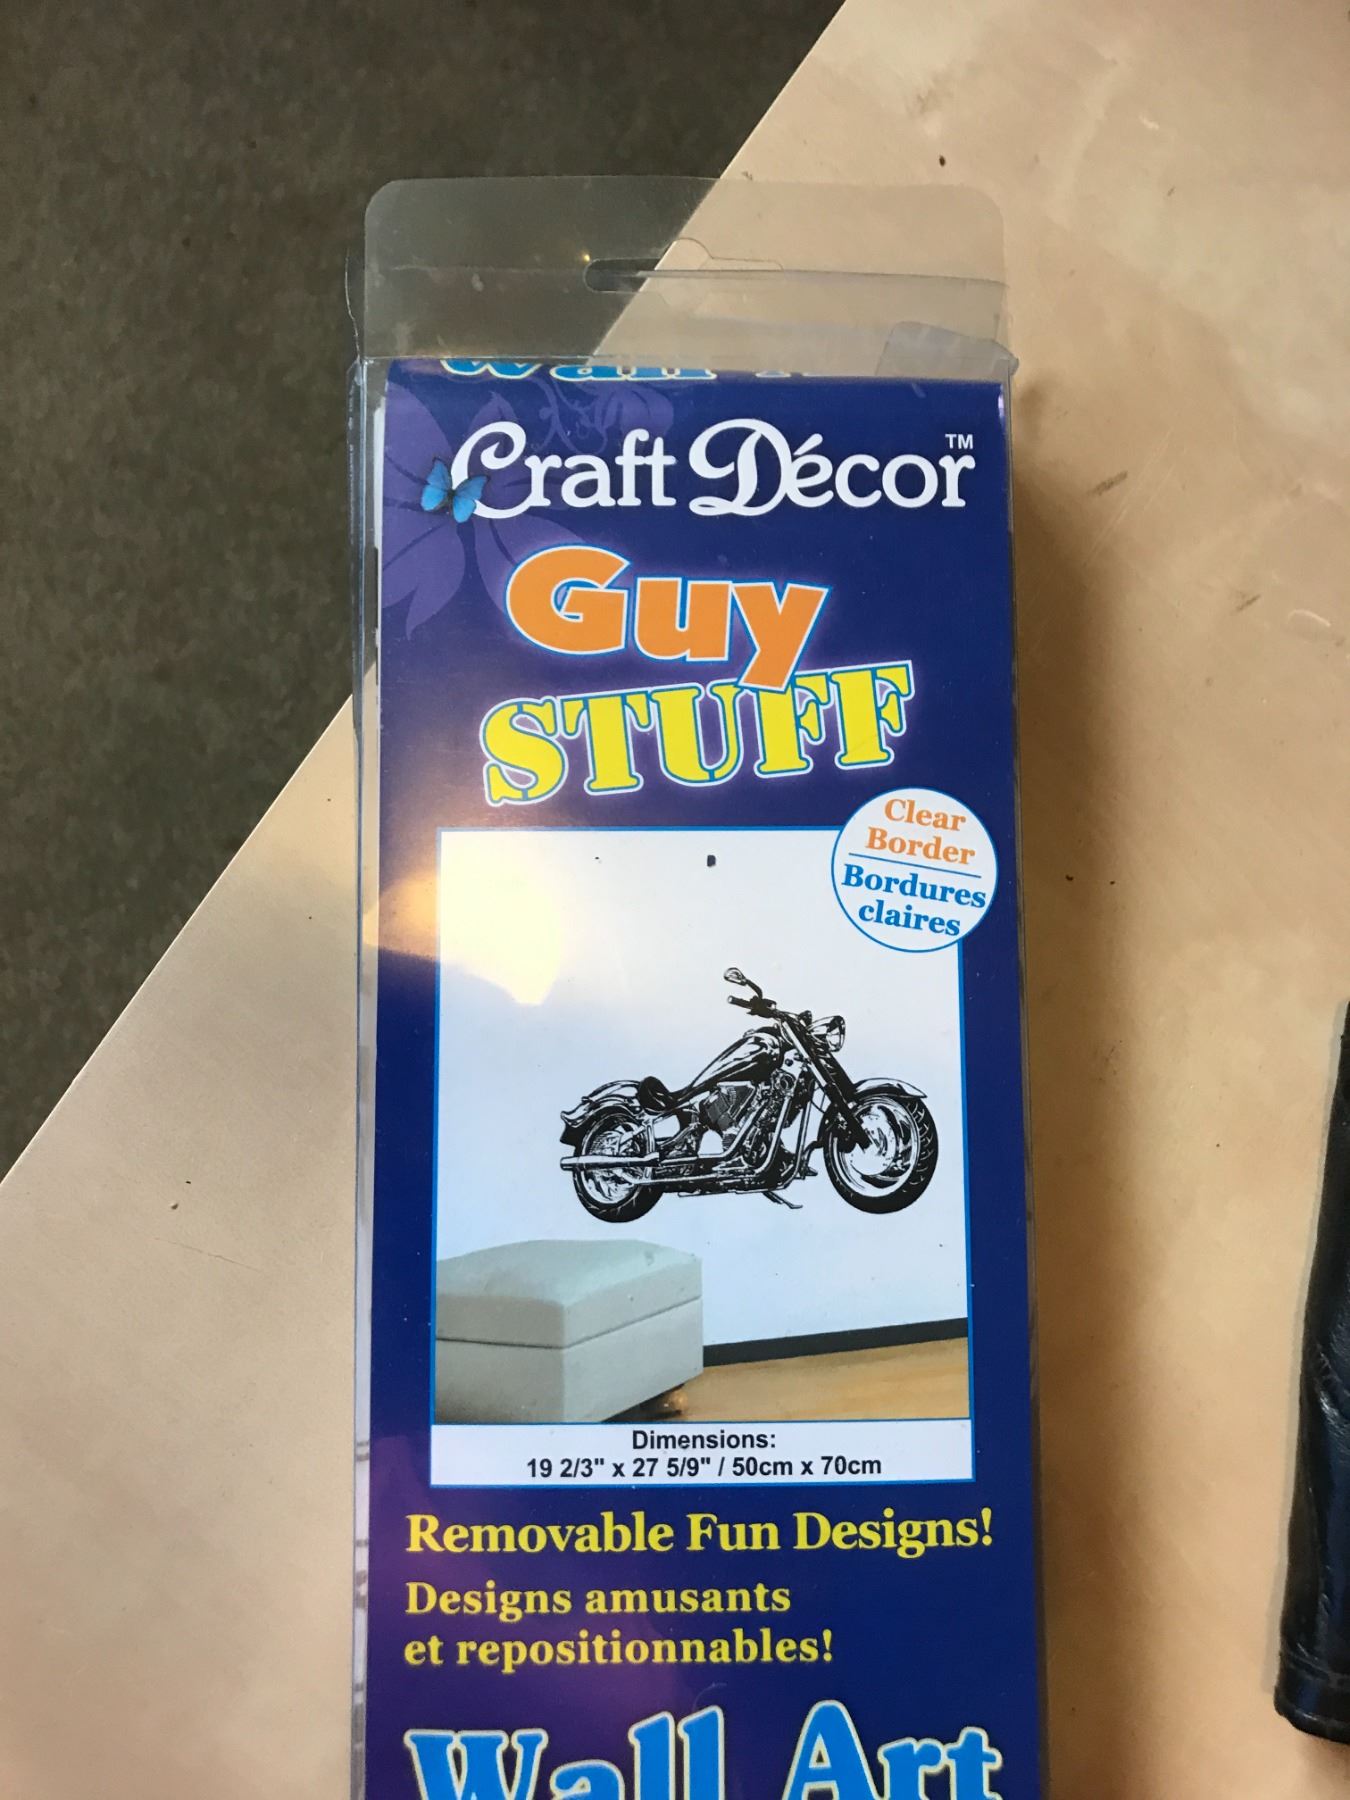 Wall
Craft Décor™
Guy
STUFF
Clear
Border
Bordures
claires
Dimensions:
19 2/3" x 27 5/9" / 50cm x 70cm
Removable Fun Designs!
Designs amusants
et repositionnables!
Wall Art